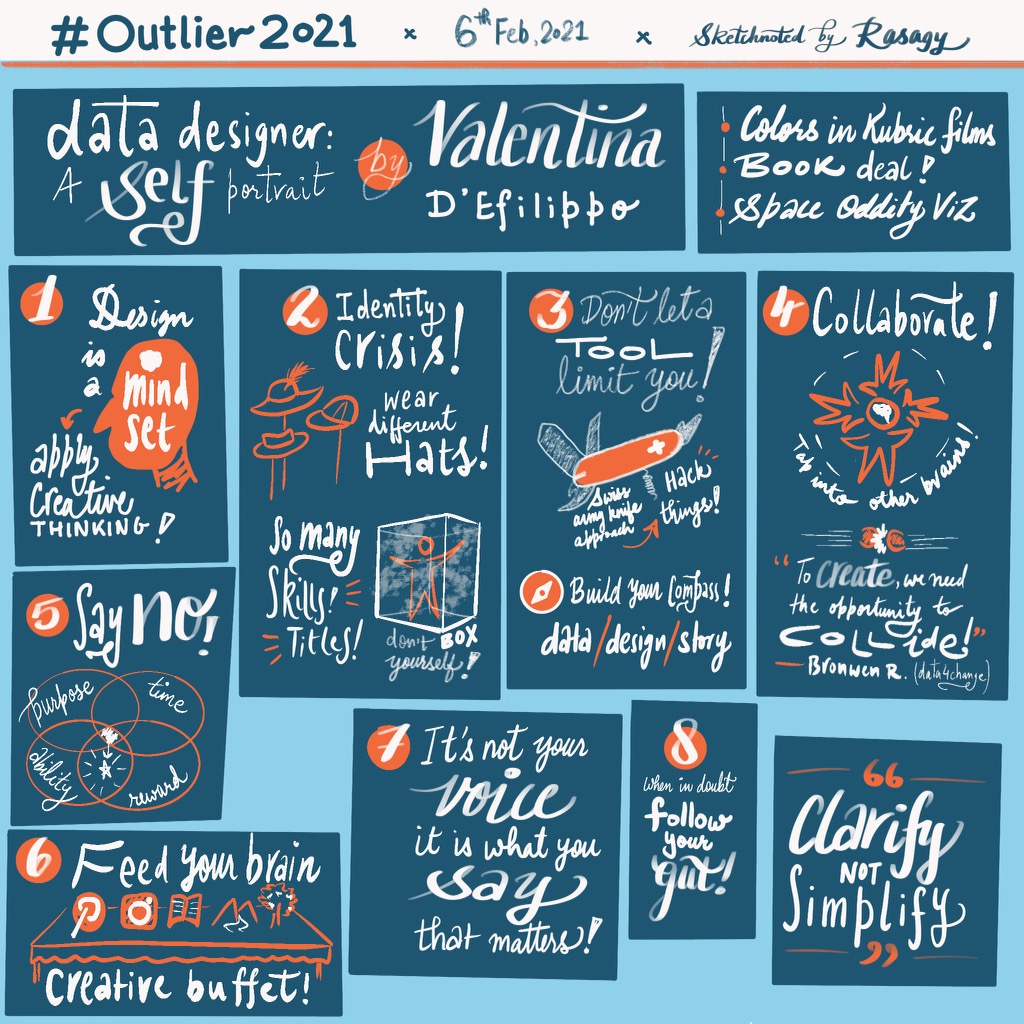 #Outlier2021 × 6th Feb, 2021 × Sketchnoted by Rasagy
data designer:
A self portrait
by
Valentina
D'Efilippo
Colors in Kubric films
Book deal!
Space Oddity Viz
1 Design
is
a
mind
set
apply
Creative
THINKING!
2 Identity
Crisis!
wear
different
Hats!
So many
Skills!
Titles!
don't BOX
yourself!
3 Don't let a
TOOL
limit you!
Swiss
army knife
approach
Hack
things!
Build your Compass!
data/design/story
4 Collaborate!
Tap into other brains!
"To Create, we need
the opportunity to
COLLide!"
— Bronwen R. (data4change)
5 Say no!
purpose
time
ability
reward
6 Feed your brain
Creative buffet!
7 It's not your
voice
it is what you
say
that matters!
8
when in doubt
follow
your
gut!
“
Clarify
NOT
Simplify
”